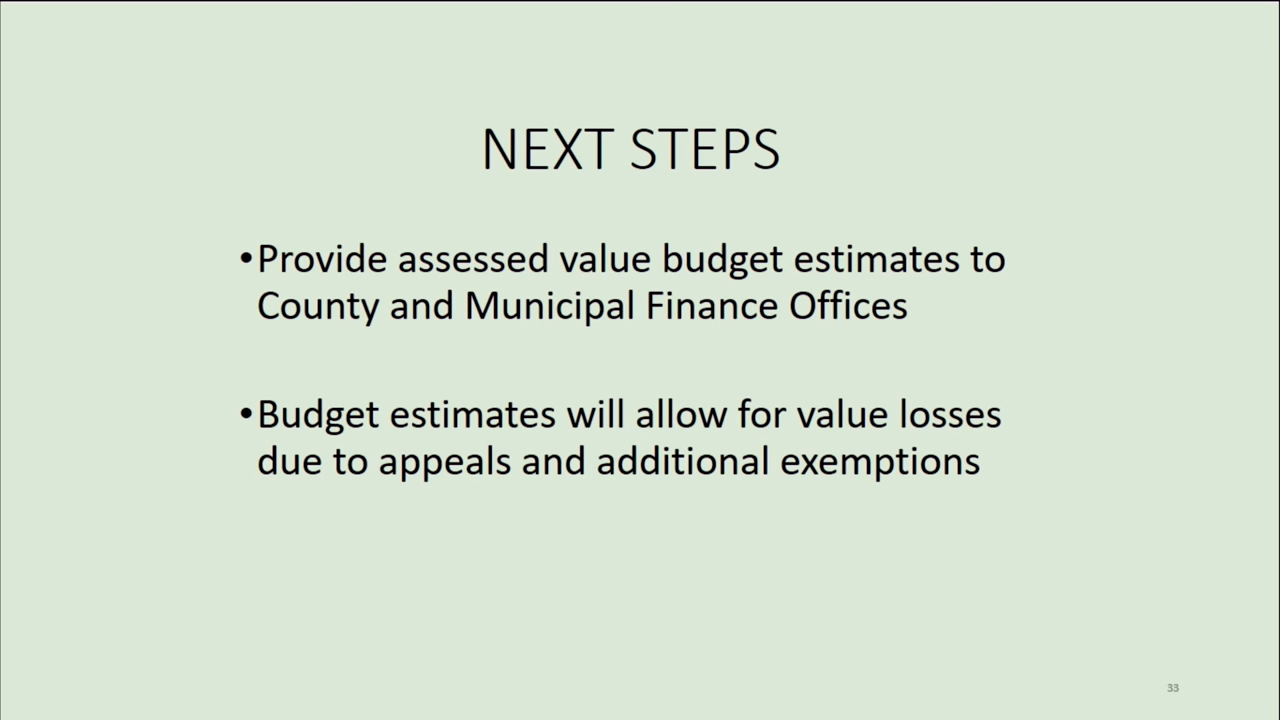 NEXT STEPS
•Provide assessed value budget estimates to
County and Municipal Finance Offices
•Budget estimates will allow for value losses
due to appeals and additional exemptions
33